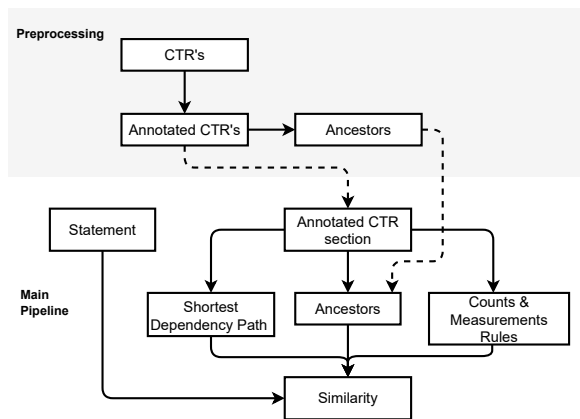 Preprocessing
CTR's
Annotated CTR's
Ancestors
Statement
Annotated CTR
section
Main
Pipeline
Shortest
Dependency Path
Ancestors
Counts &
Measurements
Rules
Similarity